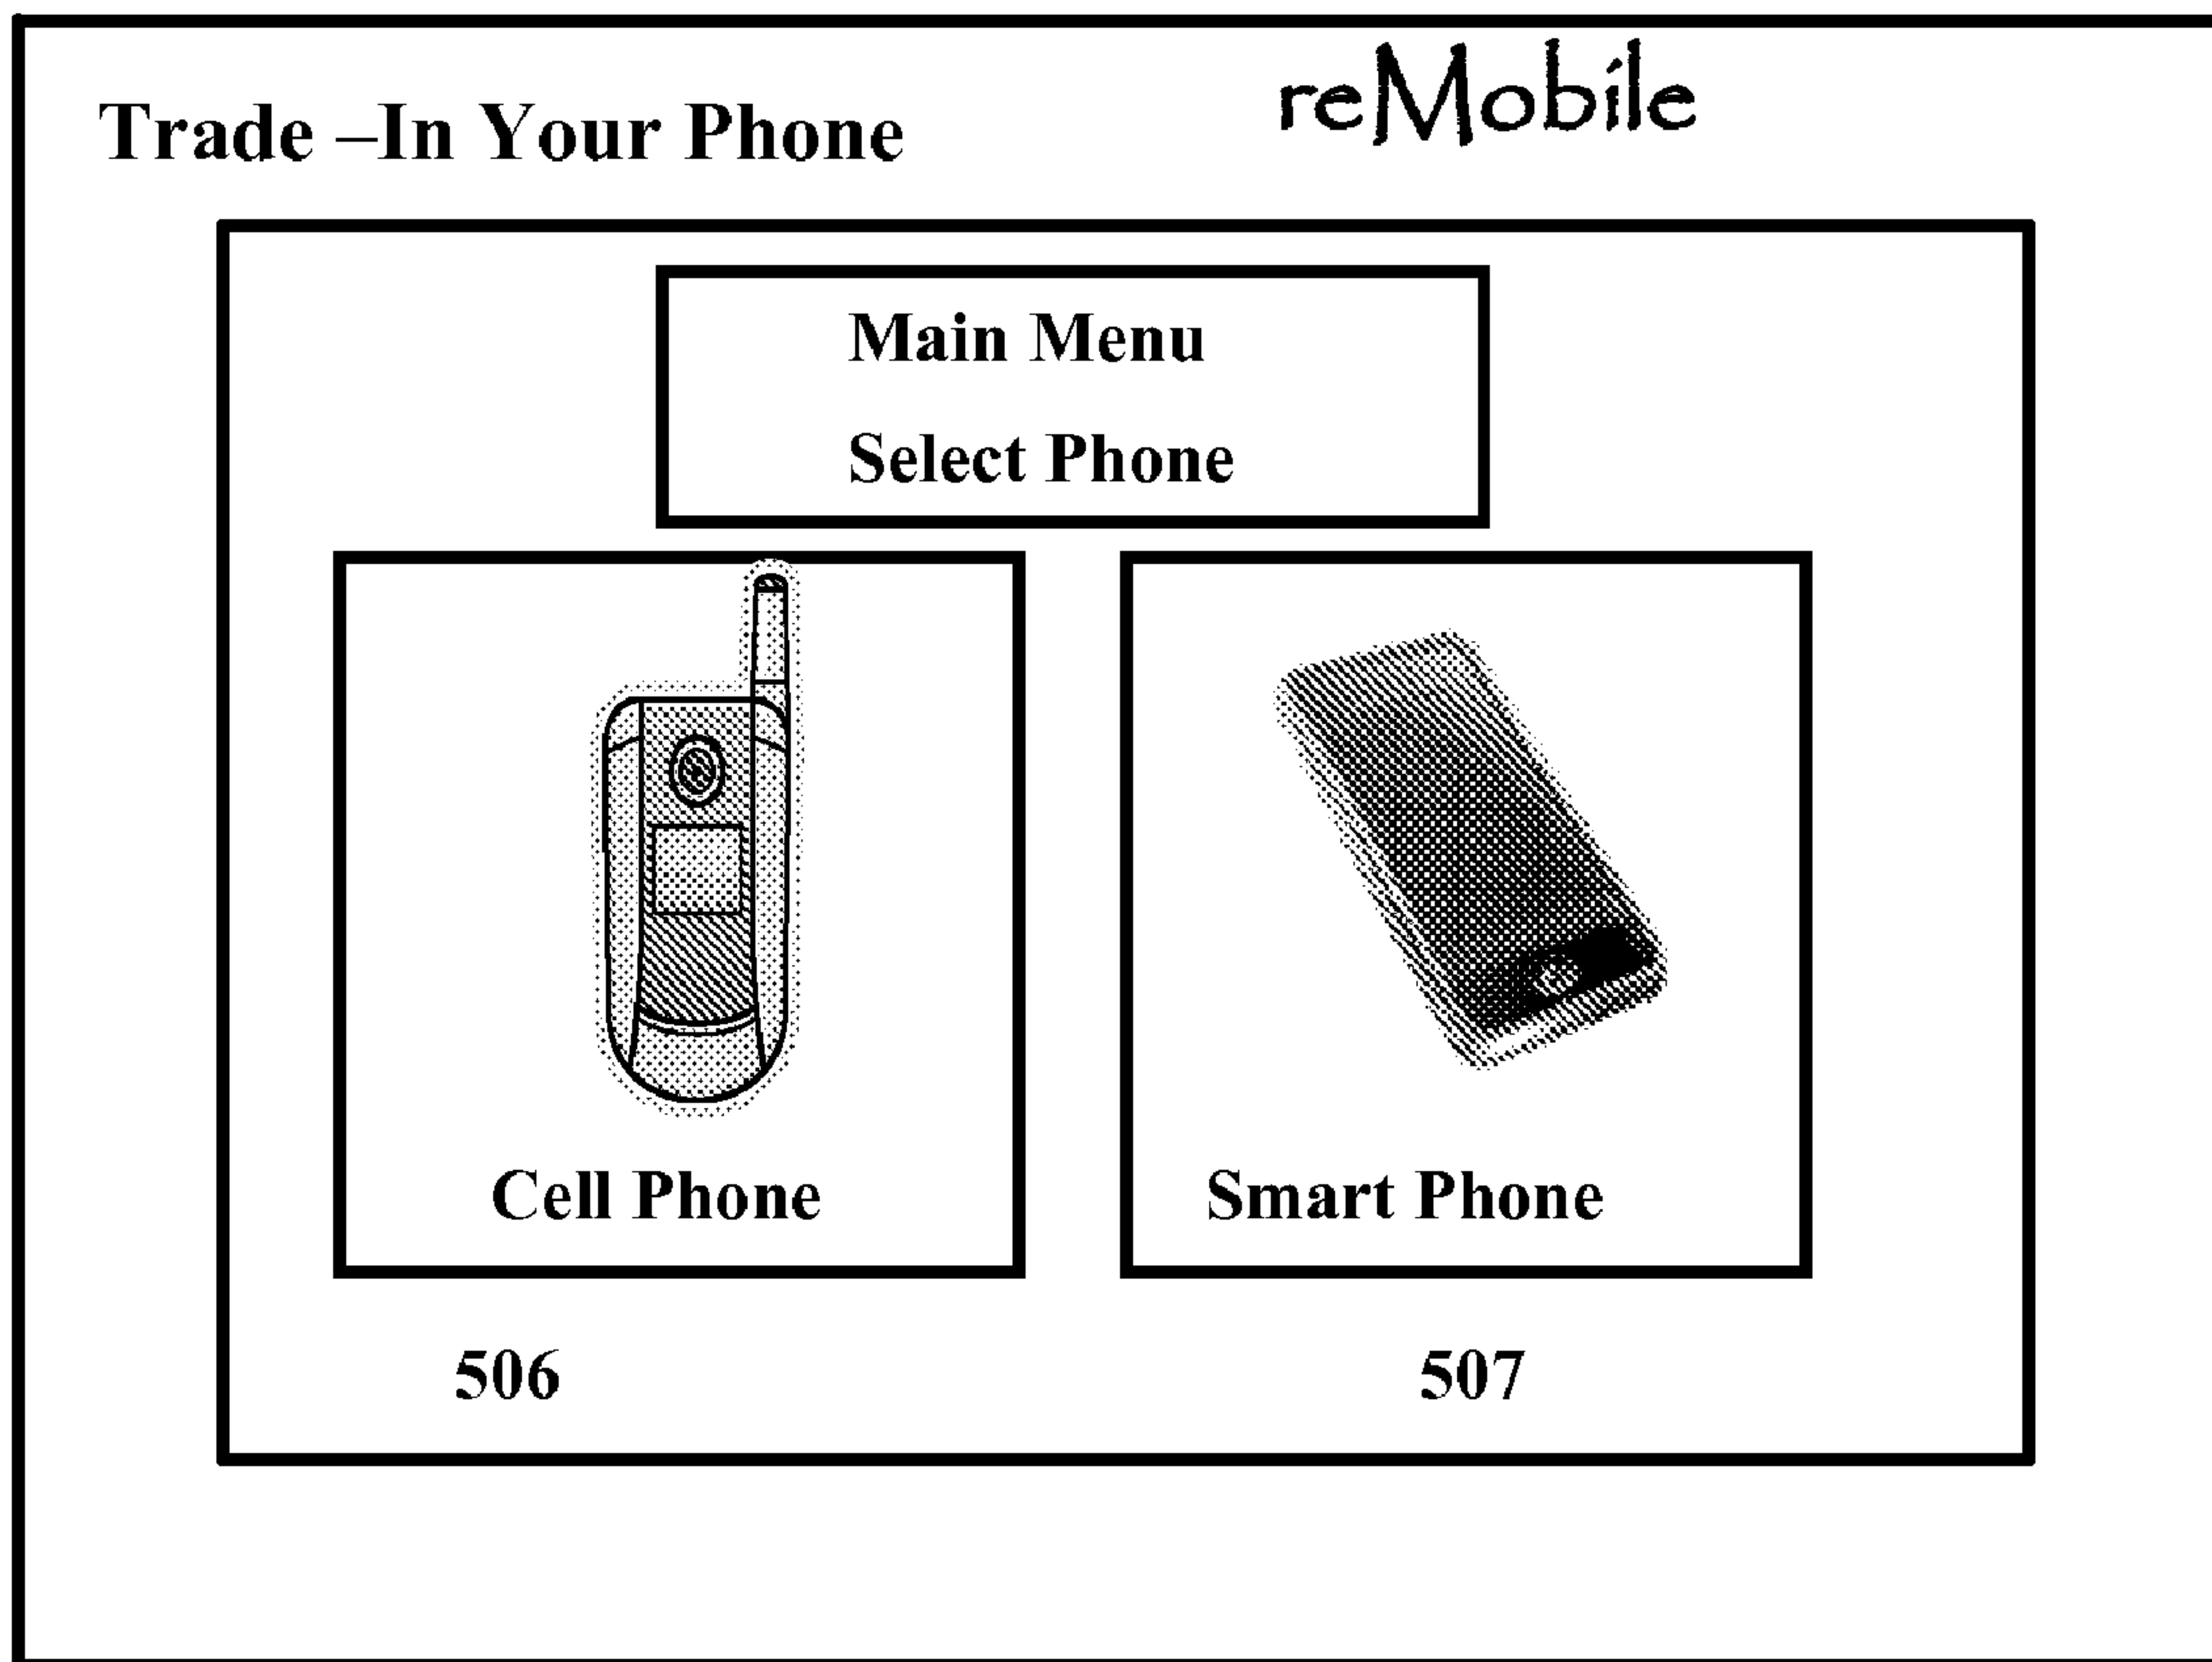 reMobile
Trade –In Your Phone
Main Menu
Select Phone
Cell Phone
Smart Phone
506
507